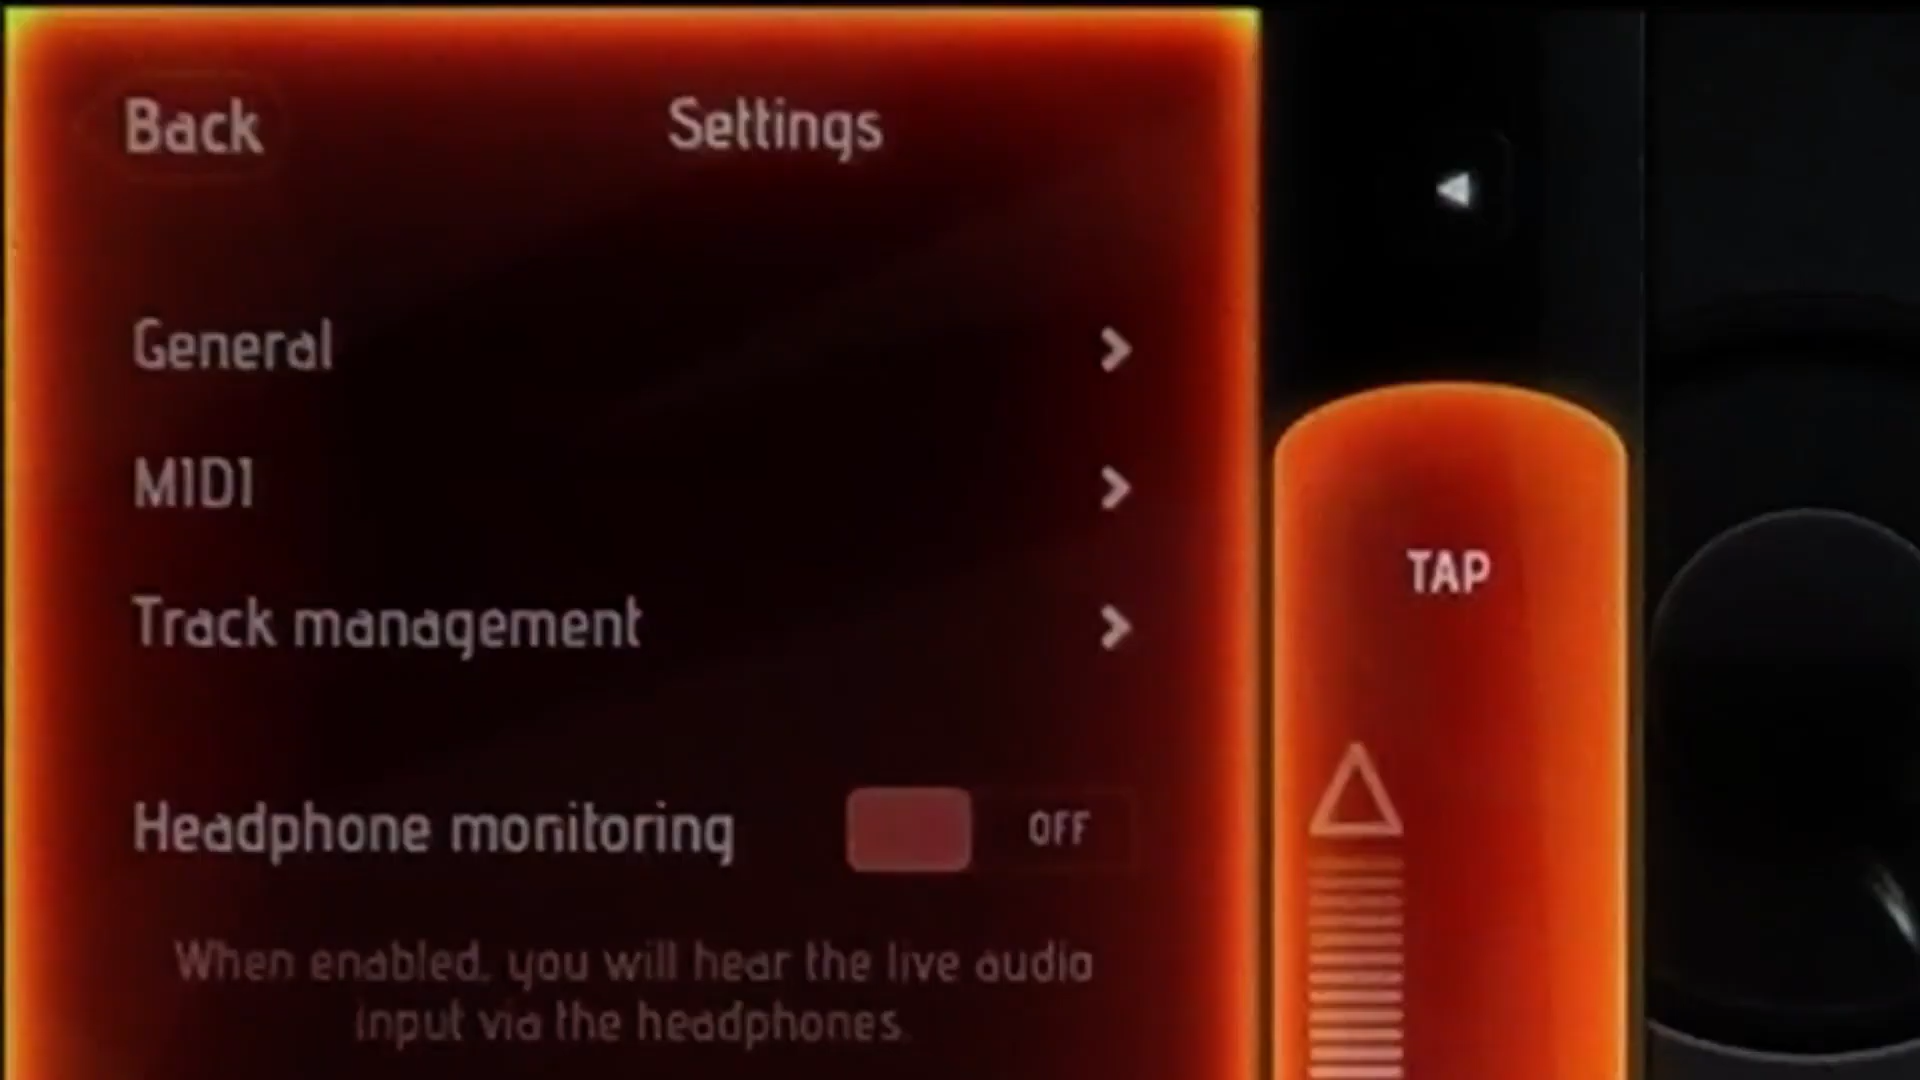 Back
Settings
General
MIDI
Track management
Headphone monitoring
OFF
When enabled, you will hear the live audio
input via the headphones.
TAP